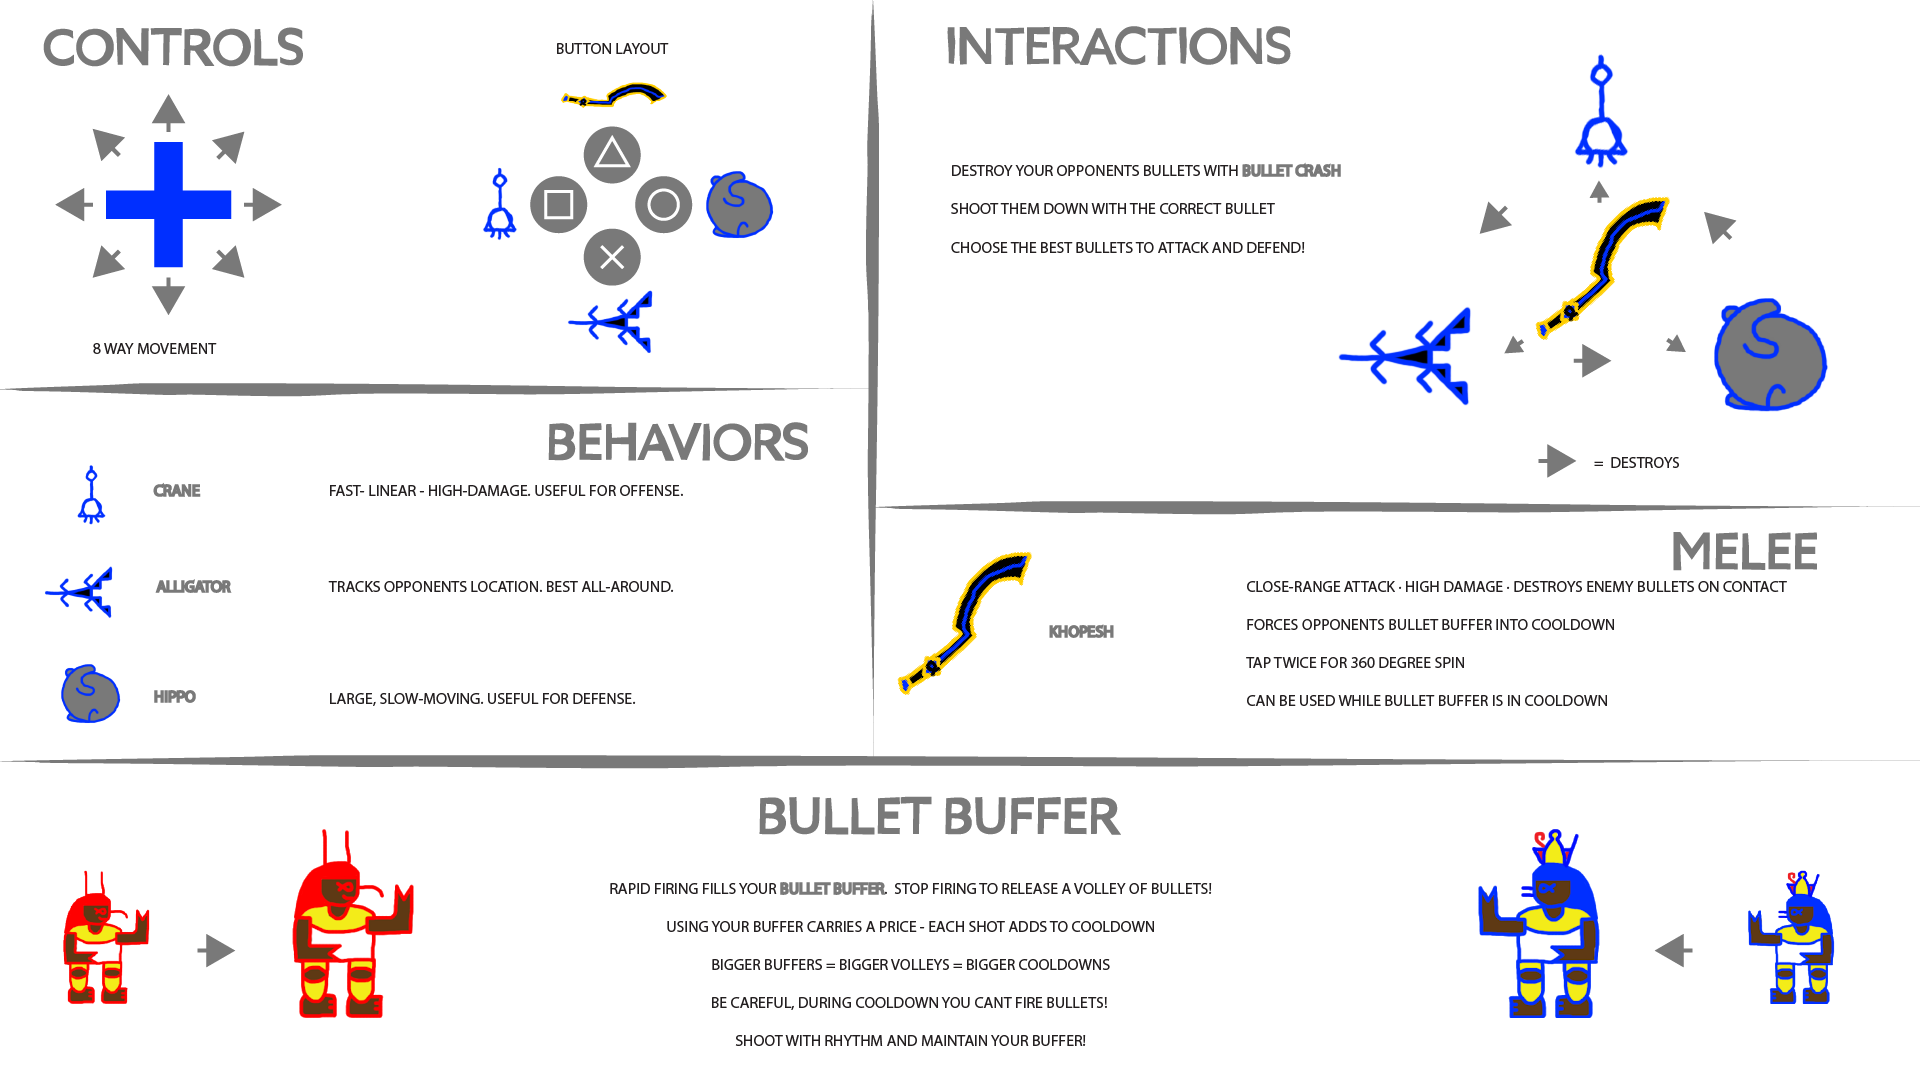 CONTROLS
BUTTON LAYOUT
8 WAY MOVEMENT
INTERACTIONS
DESTROY YOUR OPPONENTS BULLETS WITH BULLET CRASH
SHOOT THEM DOWN WITH THE CORRECT BULLET
CHOOSE THE BEST BULLETS TO ATTACK AND DEFEND!
= DESTROYS
BEHAVIORS
CRANE
FAST- LINEAR - HIGH-DAMAGE. USEFUL FOR OFFENSE.
ALLIGATOR
TRACKS OPPONENTS LOCATION. BEST ALL-AROUND.
HIPPO
LARGE, SLOW-MOVING. USEFUL FOR DEFENSE.
MELEE
KHOPESH
CLOSE-RANGE ATTACK · HIGH DAMAGE · DESTROYS ENEMY BULLETS ON CONTACT
FORCES OPPONENTS BULLET BUFFER INTO COOLDOWN
TAP TWICE FOR 360 DEGREE SPIN
CAN BE USED WHILE BULLET BUFFER IS IN COOLDOWN
BULLET BUFFER
RAPID FIRING FILLS YOUR BULLET BUFFER. STOP FIRING TO RELEASE A VOLLEY OF BULLETS!
USING YOUR BUFFER CARRIES A PRICE - EACH SHOT ADDS TO COOLDOWN
BIGGER BUFFERS = BIGGER VOLLEYS = BIGGER COOLDOWNS
BE CAREFUL, DURING COOLDOWN YOU CANT FIRE BULLETS!
SHOOT WITH RHYTHM AND MAINTAIN YOUR BUFFER!